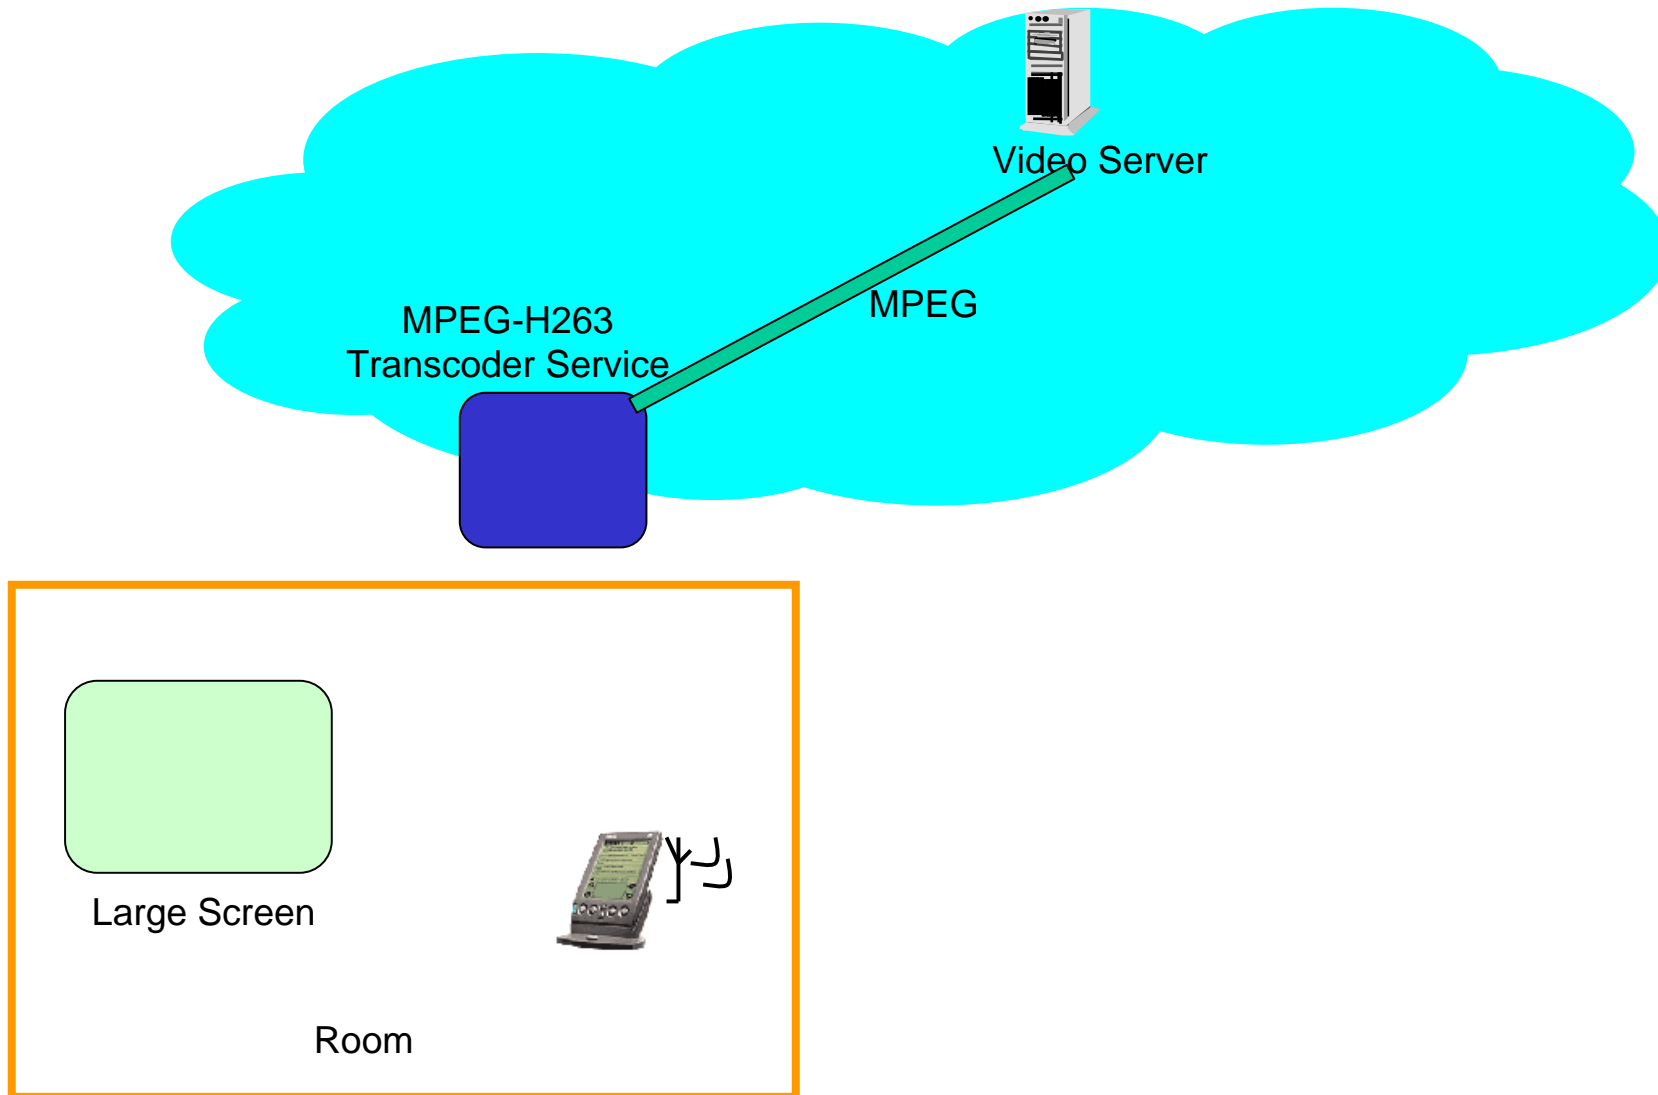 Video Server
MPEG
MPEG-H263
Transcoder Service
Large Screen
Room